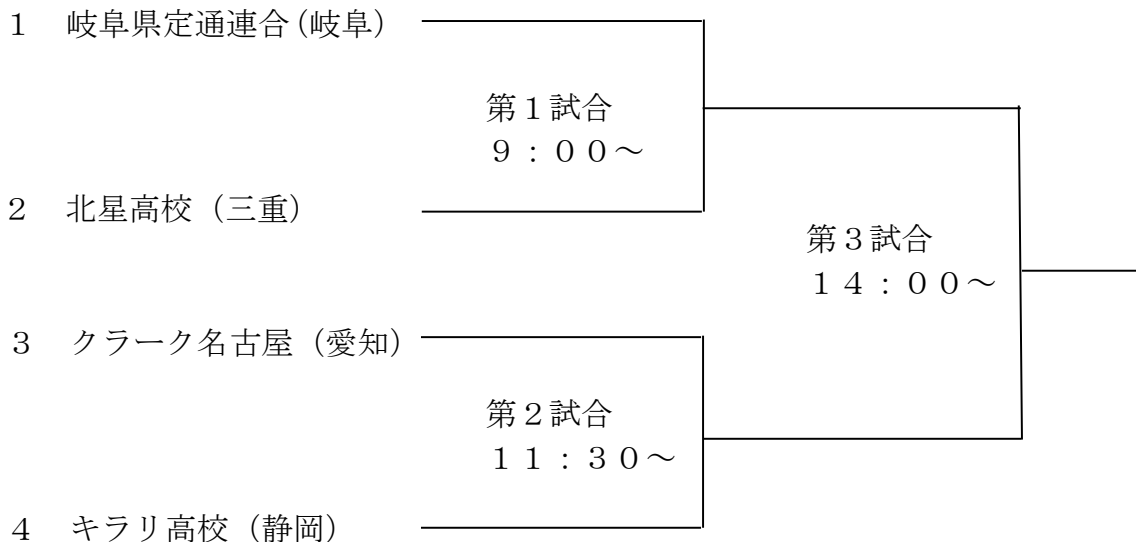 １　岐阜県定通連合(岐阜）
第１試合
９：００～
２　北星高校（三重）
第３試合
１４：００～
３　クラーク名古屋（愛知）
第２試合
１１：３０～
４　キラリ高校（静岡）